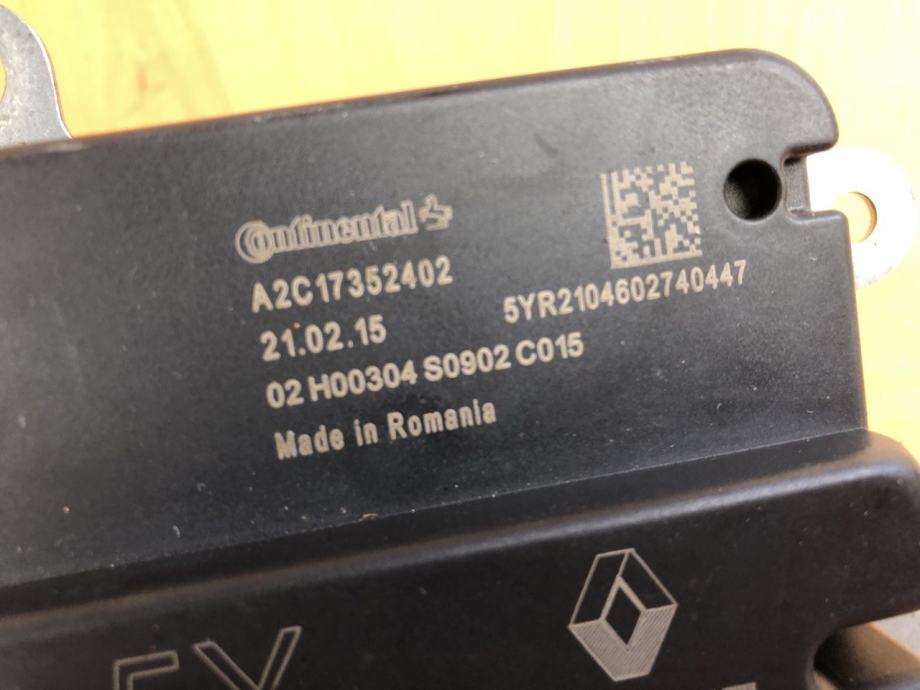 Continental
A2C17352402
21.02.15
5YR2104602740447
02 H00304 S0902 C015
Made in Romania